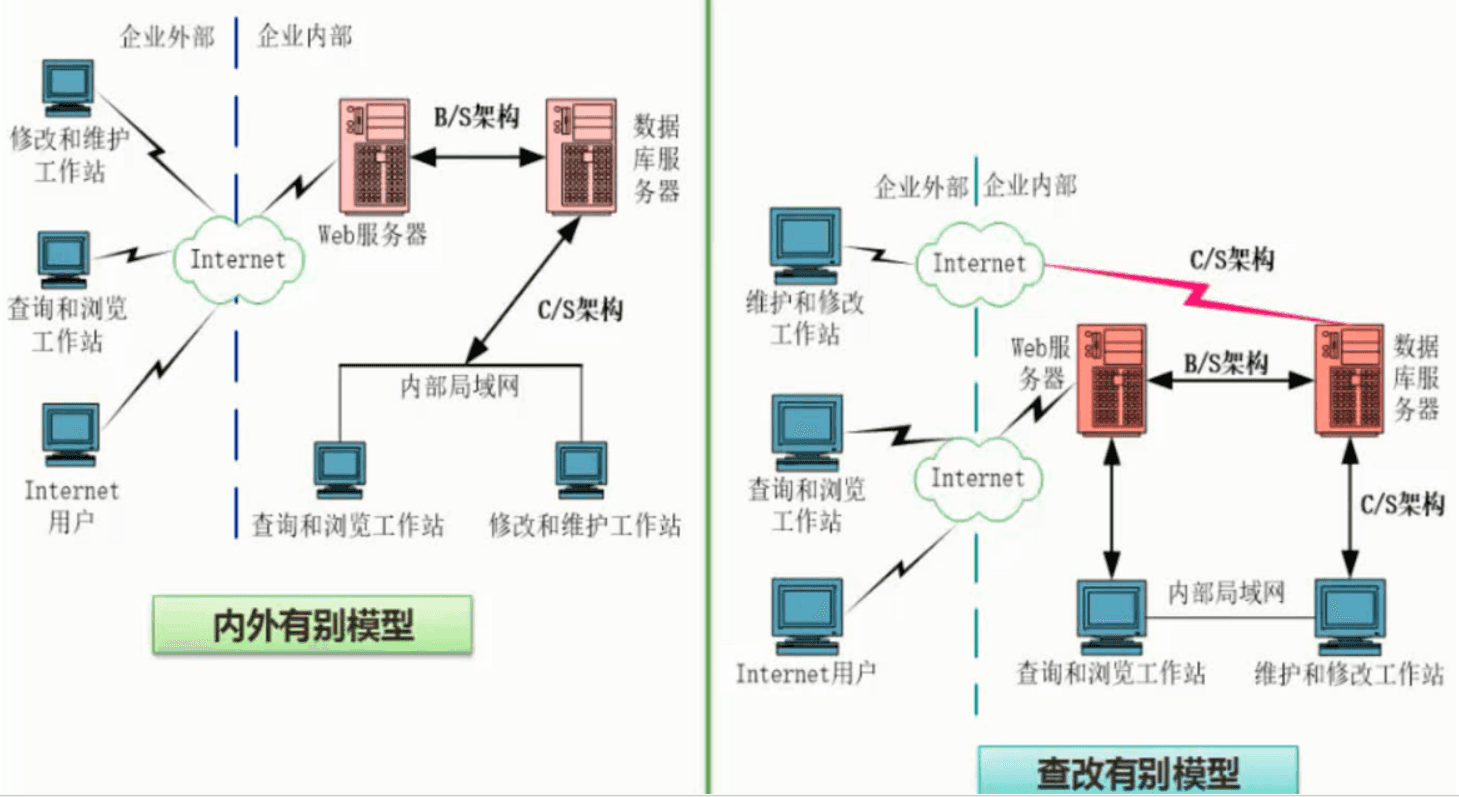 企业外部
企业内部
修改和维护
工作站
B/S架构
数据
库服
务器
Web服务器
Internet
查询和浏览
工作站
C/S架构
内部局域网
Internet
用户
查询和浏览工作站
修改和维护工作站
内外有别模型
企业外部
企业内部
Internet
C/S架构
维护和修改
工作站
Web服
务器
B/S架构
数据
库服
务器
查询和浏览
工作站
Internet
C/S架构
内部局域网
Internet用户
查询和浏览工作站
维护和修改工作站
查改有别模型